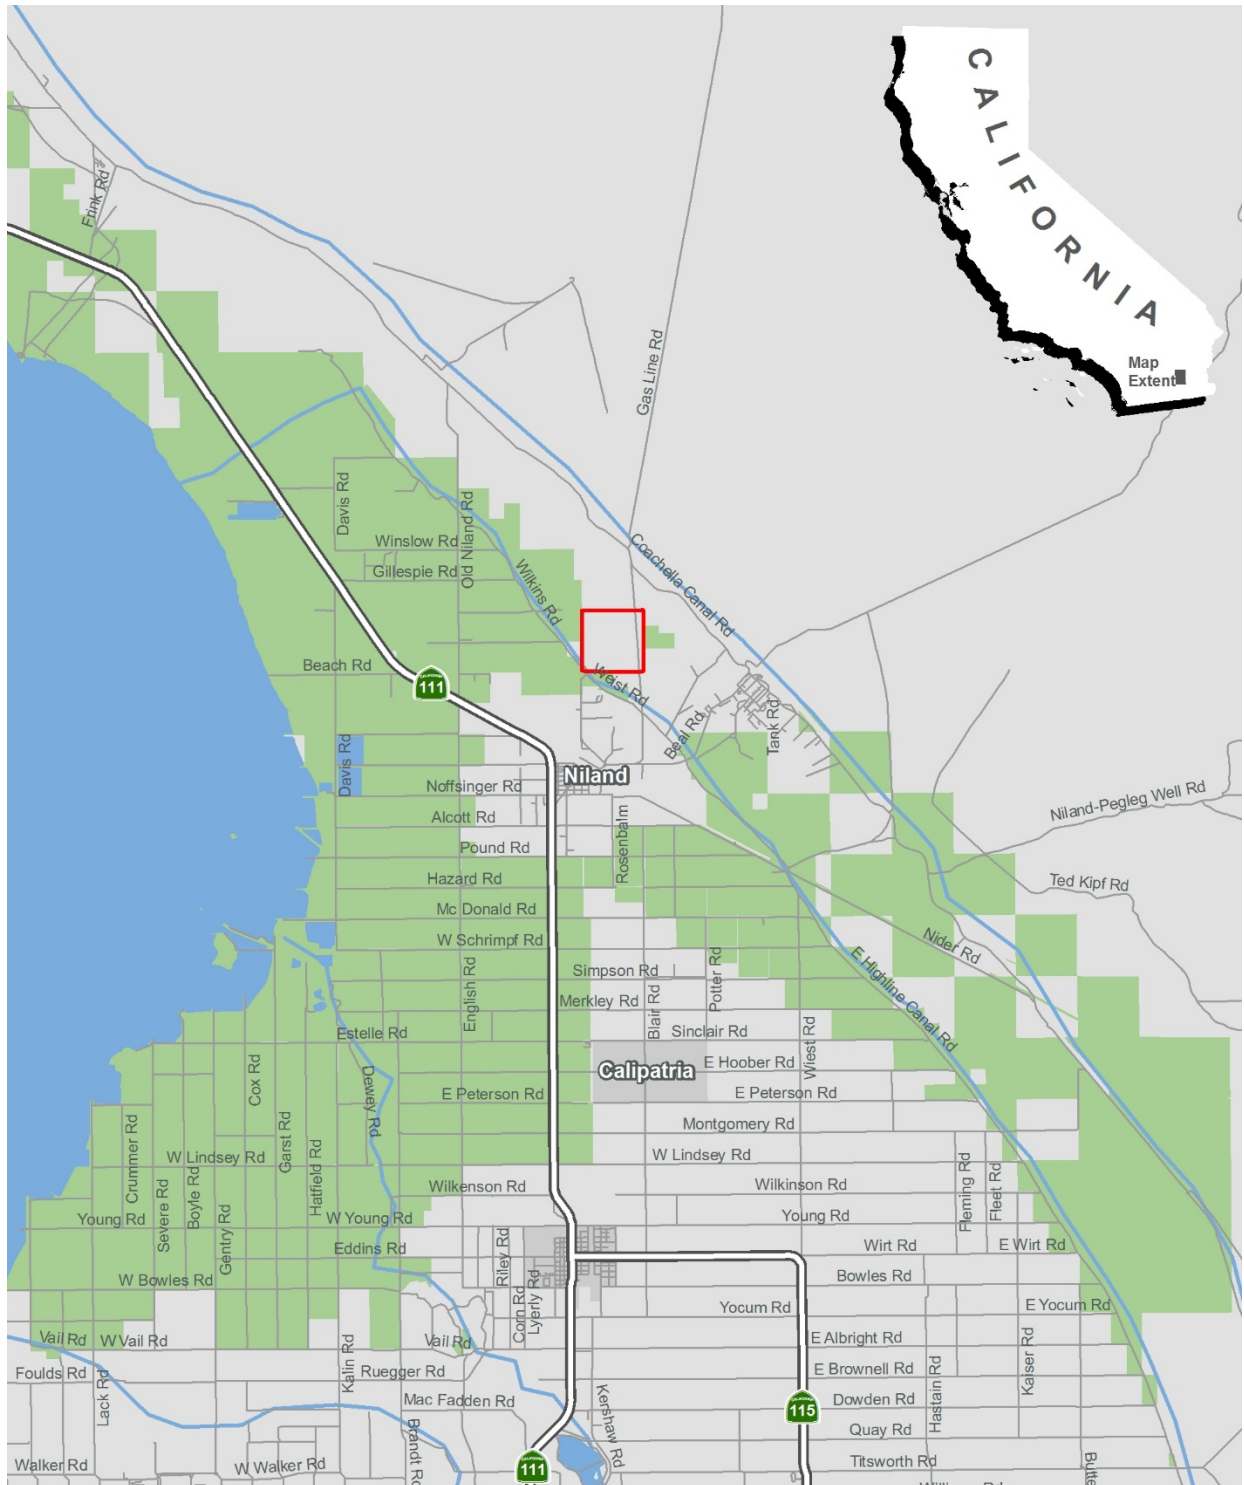 CALIFORNIA
Map
Extent
Frink Rd
Gas Line Rd
Davis Rd
Old Niland Rd
Winslow Rd
Gillespie Rd
Wilkins Rd
Coachella Canal Rd
Beach Rd
111
Weist Rd
Beal Rd
Tank Rd
Davis Rd
Niland
Noffsinger Rd
Niland-Pegleg Well Rd
Alcott Rd
Pound Rd
Rosenbalm
Hazard Rd
Ted Kipf Rd
Mc Donald Rd
W Schrimpf Rd
Nider Rd
Simpson Rd
English Rd
Potter Rd
E Highline Canal Rd
Merkley Rd
Blair Rd
Estelle Rd
Sinclair Rd
Wiest Rd
Cox Rd
Dewey Rd
E Hoober Rd
Calipatria
E Peterson Rd
E Peterson Rd
Crummer Rd
Garst Rd
Hatfield Rd
Montgomery Rd
W Lindsey Rd
W Lindsey Rd
Severe Rd
Boyle Rd
Gentry Rd
Wilkenson Rd
Wilkinson Rd
Fleming Rd
Fleet Rd
Young Rd
W Young Rd
Young Rd
Eddins Rd
Riley Rd
Wirt Rd
E Wirt Rd
W Bowles Rd
Bowles Rd
Corn Rd
Lyerly Rd
Yocum Rd
E Yocum Rd
Vail Rd
W Vail Rd
Kalin Rd
Vail Rd
E Albright Rd
Foulds Rd
Lack Rd
Ruegger Rd
E Brownell Rd
Hastain Rd
Kaiser Rd
Mac Fadden Rd
Kershaw Rd
Dowden Rd
115
Brandt Rd
Quay Rd
Walker Rd
W Walker Rd
111
Titsworth Rd
Butte